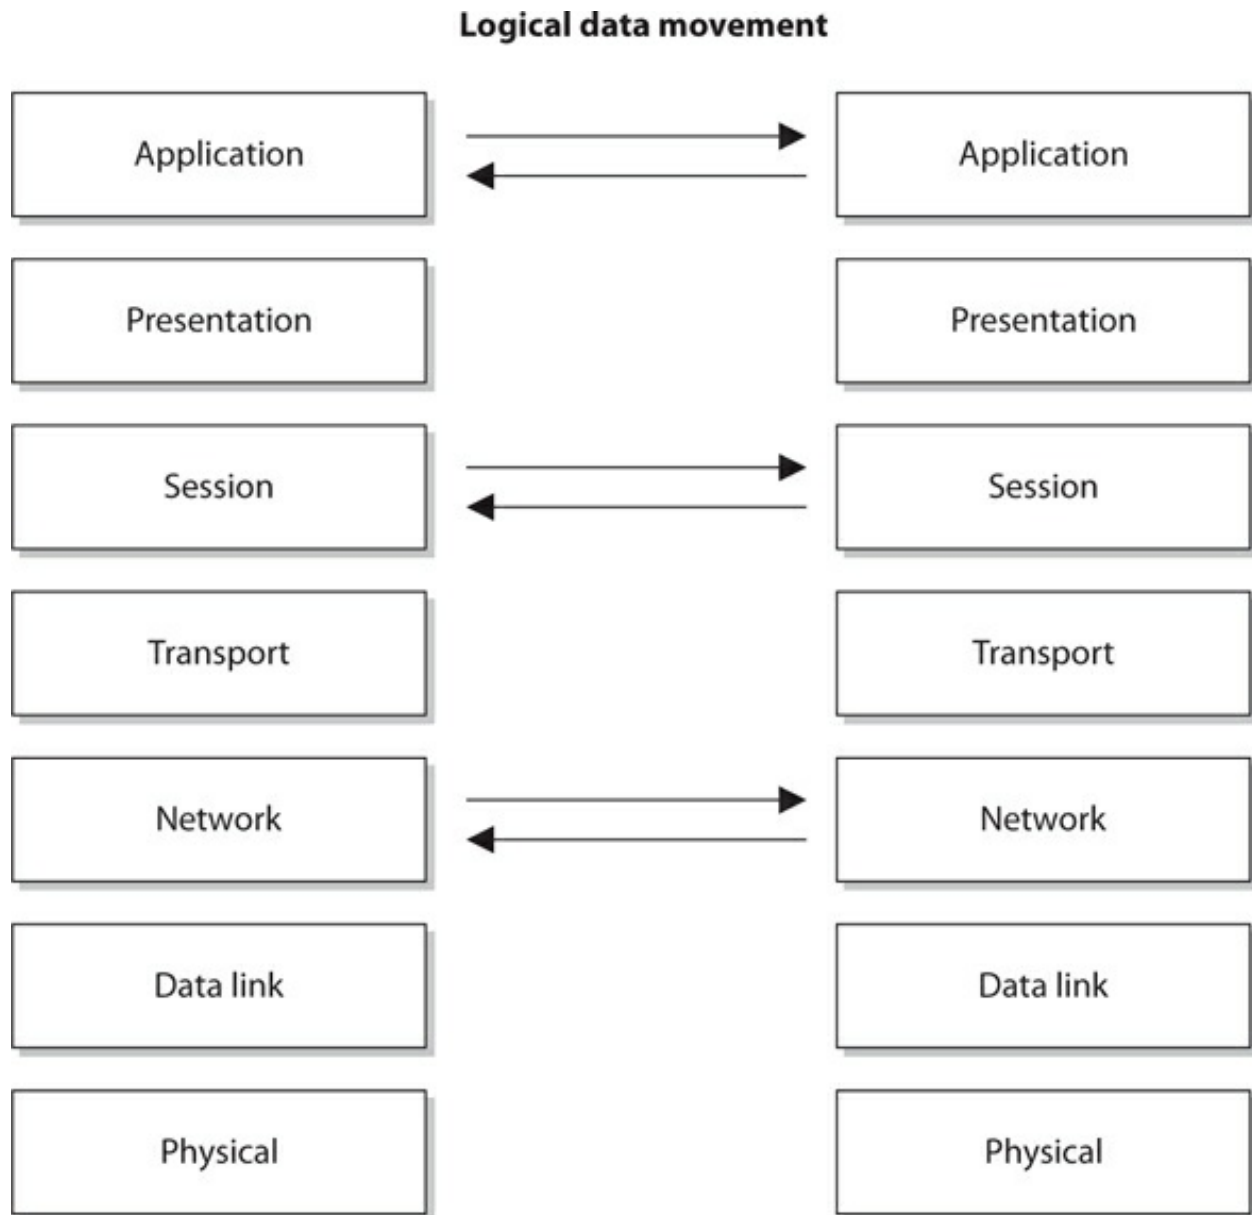 Logical data movement
Application
Application
Presentation
Presentation
Session
Session
Transport
Transport
Network
Network
Data link
Data link
Physical
Physical